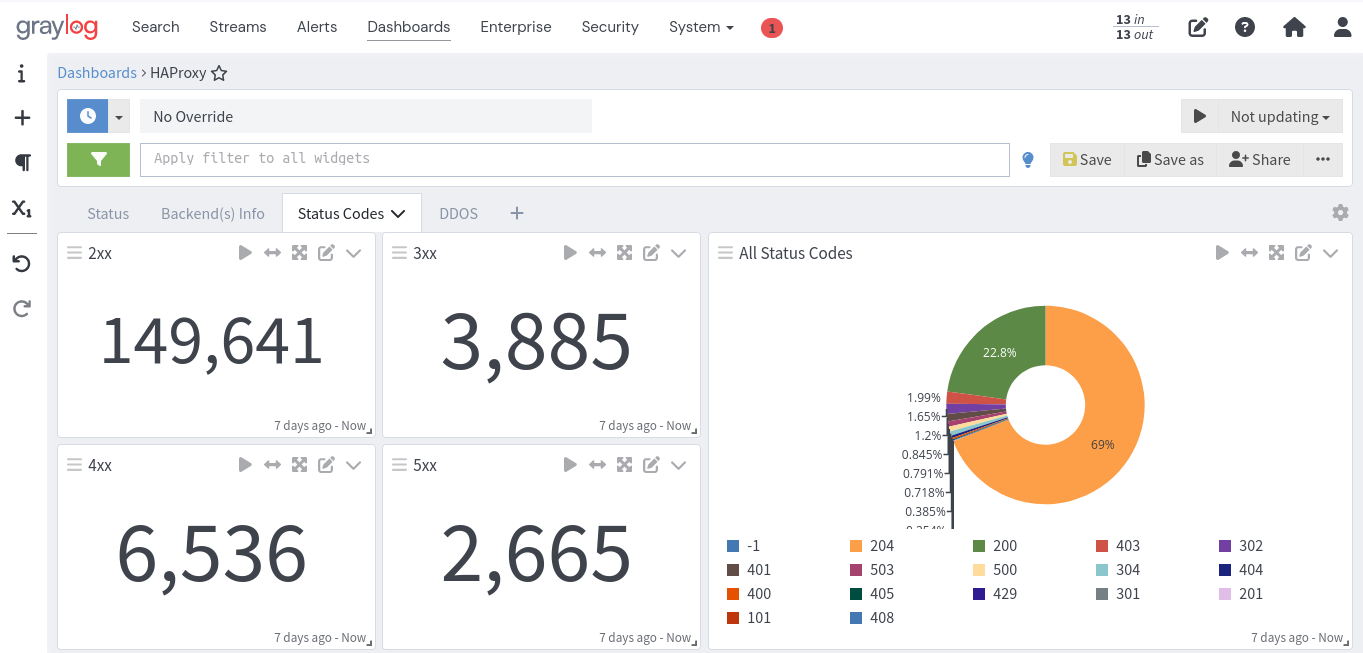 graylog Search Streams Alerts Dashboards Enterprise Security System 1 13 in
13 out
Dashboards > HAProxy
No Override Not updating
Apply filter to all widgets Save Save as Share
X₁
Status Backend(s) Info Status Codes DDOS
2xx
149,641
7 days ago - Now
3xx
3,885
7 days ago - Now
4xx
6,536
7 days ago - Now
5xx
2,665
7 days ago - Now
All Status Codes
22.8%
69%
1.99%
1.65%
1.2%
0.845%
0.791%
0.718%
0.385%
-1 204 200 403 302
401 503 500 304 404
400 405 429 301 201
101 408
7 days ago - Now